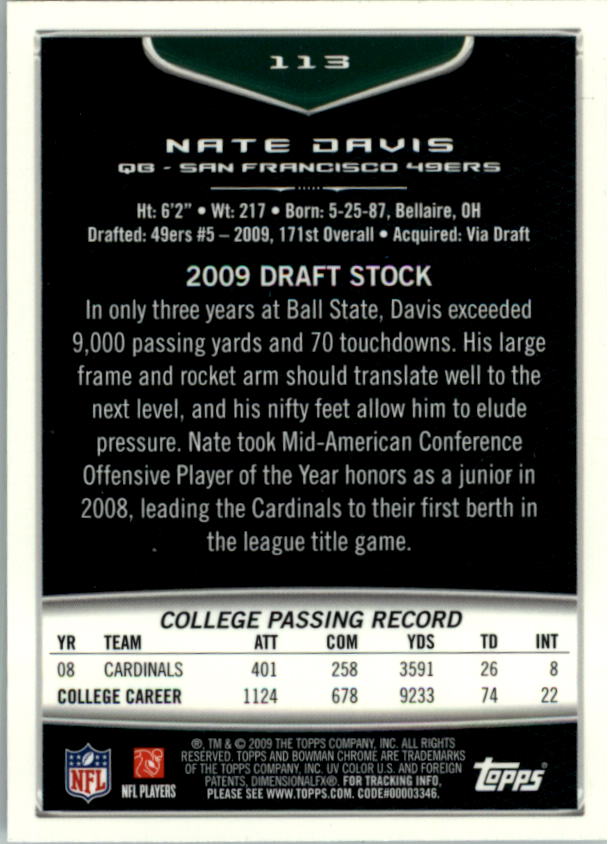 113
NATE DAVIS
QB - SAN FRANCISCO 49ERS
Ht: 6'2" • Wt: 217 • Born: 5-25-87, Bellaire, OH
Drafted: 49ers #5 – 2009, 171st Overall • Acquired: Via Draft
2009 DRAFT STOCK
In only three years at Ball State, Davis exceeded
9,000 passing yards and 70 touchdowns. His large
frame and rocket arm should translate well to the
next level, and his nifty feet allow him to elude
pressure. Nate took Mid-American Conference
Offensive Player of the Year honors as a junior in
2008, leading the Cardinals to their first berth in
the league title game.
COLLEGE PASSING RECORD
YR TEAM ATT COM YDS TD INT
08 CARDINALS 401 258 3591 26 8
COLLEGE CAREER 1124 678 9233 74 22
®, TM & © 2009 THE TOPPS COMPANY, INC. ALL RIGHTS
RESERVED. TOPPS AND BOWMAN CHROME ARE TRADEMARKS
OF THE TOPPS COMPANY, INC. UV COLOR U.S. AND FOREIGN
PATENTS, DIMENSIONALFX®. FOR TRACKING INFO,
PLEASE SEE WWW.TOPPS.COM. CODE#00003346.
NFL
NFL PLAYERS
TOPPS®